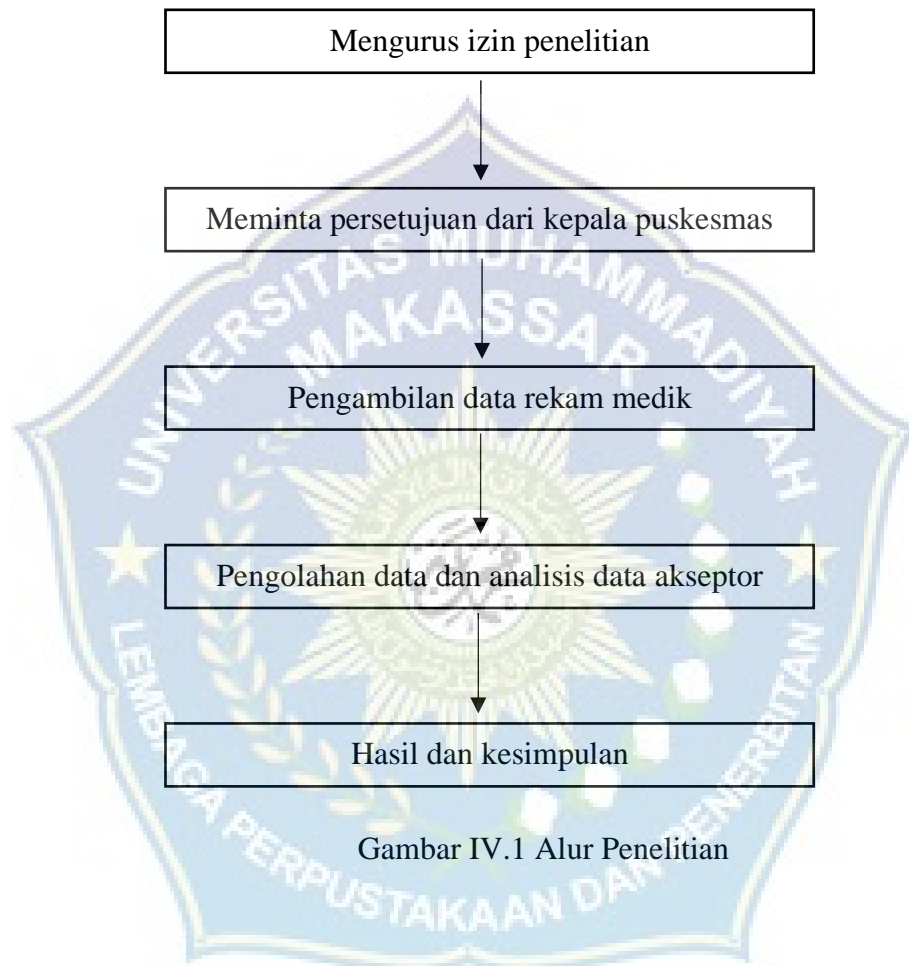 Mengurus izin penelitian
Meminta persetujuan dari kepala puskesmas
UNIVERSITAS MUHAMMADIYAH
MAKASSAR
Pengambilan data rekam medik
Pengolahan data dan analisis data akseptor
Hasil dan kesimpulan
Gambar IV.1 Alur Penelitian
LEMBAGA PERPUSTAKAAN DAN PENERBITAN